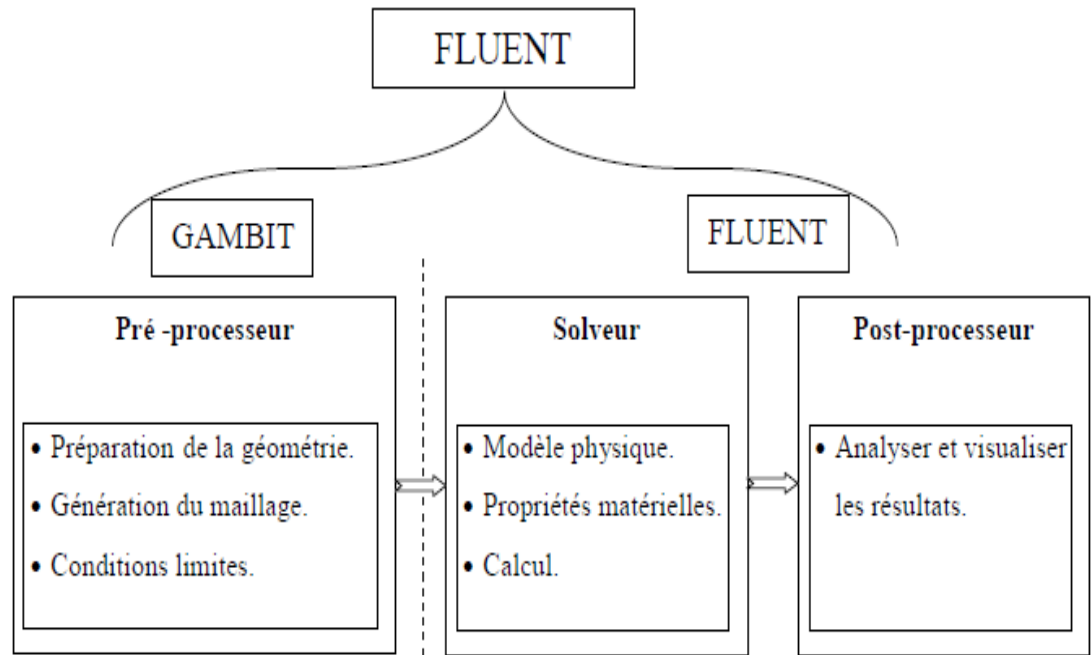 FLUENT
GAMBIT
FLUENT
Pré -processeur
• Préparation de la géométrie.
• Génération du maillage.
• Conditions limites.
Solveur
• Modèle physique.
• Propriétés matérielles.
• Calcul.
Post-processeur
• Analyser et visualiser
les résultats.